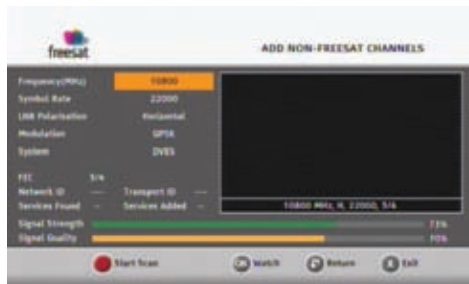 freesat
ADD NON-FREESAT CHANNELS
Frequency(MHz) 10800
Symbol Rate 22000
LNB Polarisation Horizontal
Modulation QPSK
System DVBS
FEC 5/6
Network ID --- Transport ID ---
Services Found -- Services Added --
10800 MHz, H, 22000, 5/6
Signal Strength 73%
Signal Quality 70%
Start Scan OK Watch Return Exit